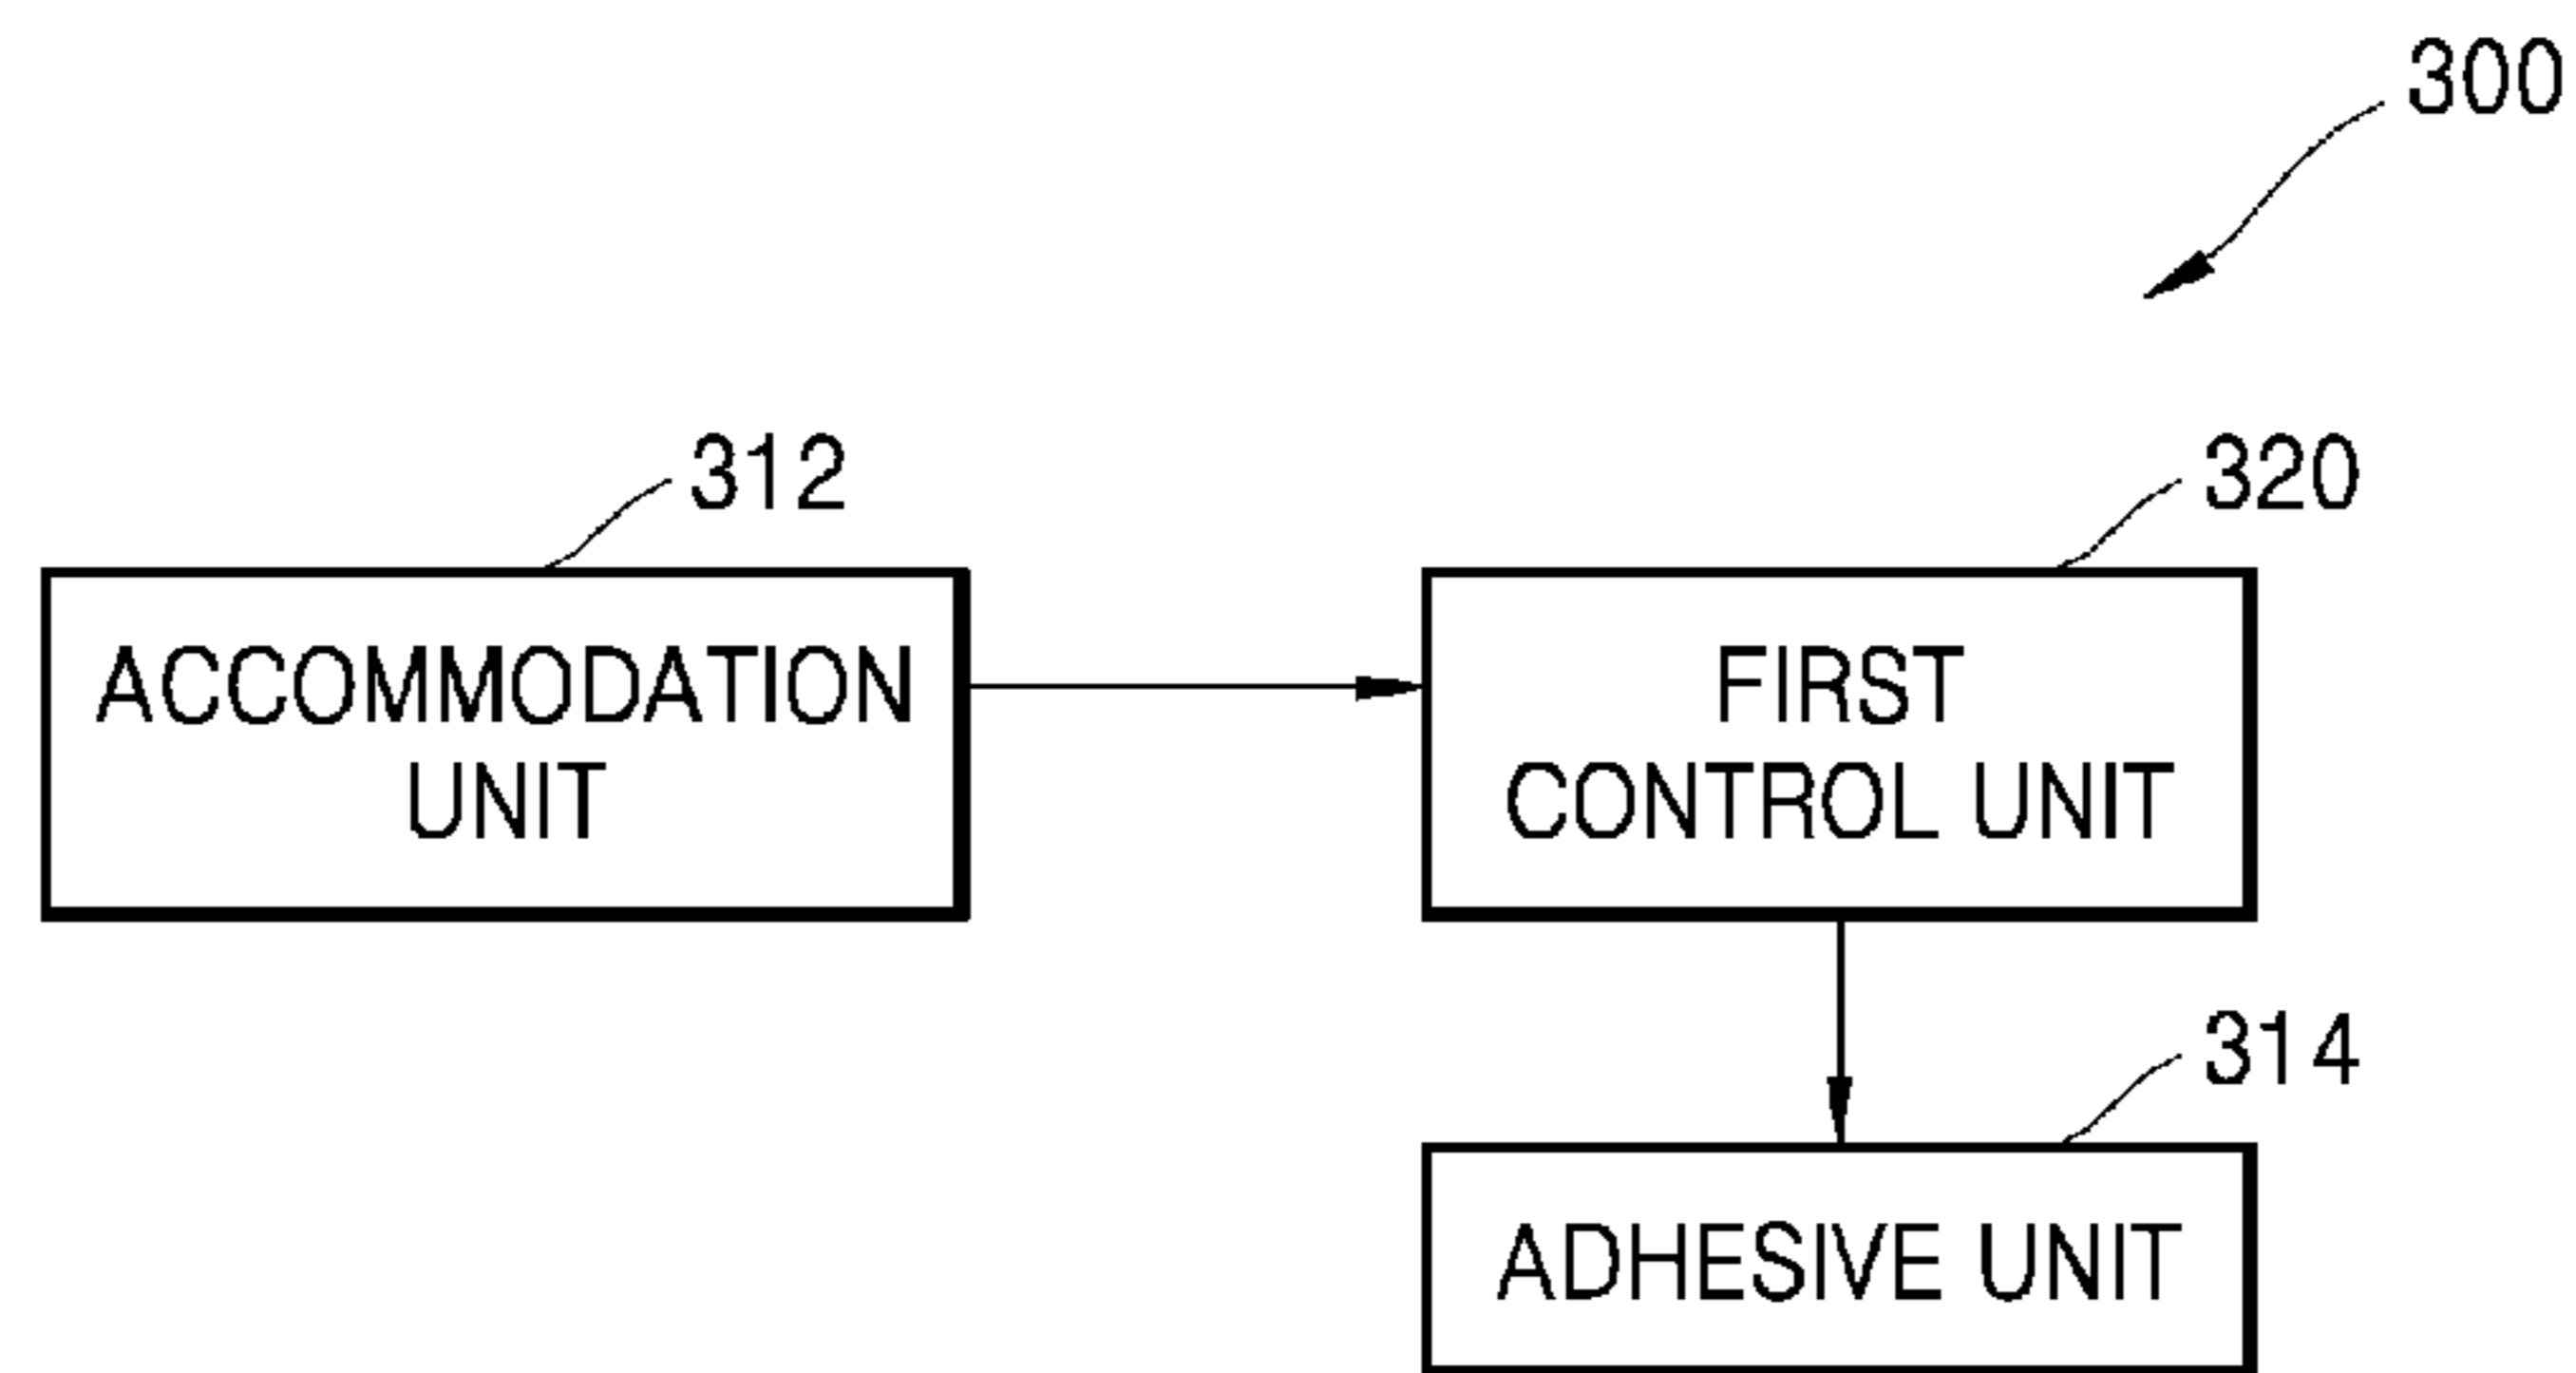 300
312
320
ACCOMMODATION
UNIT
FIRST
CONTROL UNIT
314
ADHESIVE UNIT